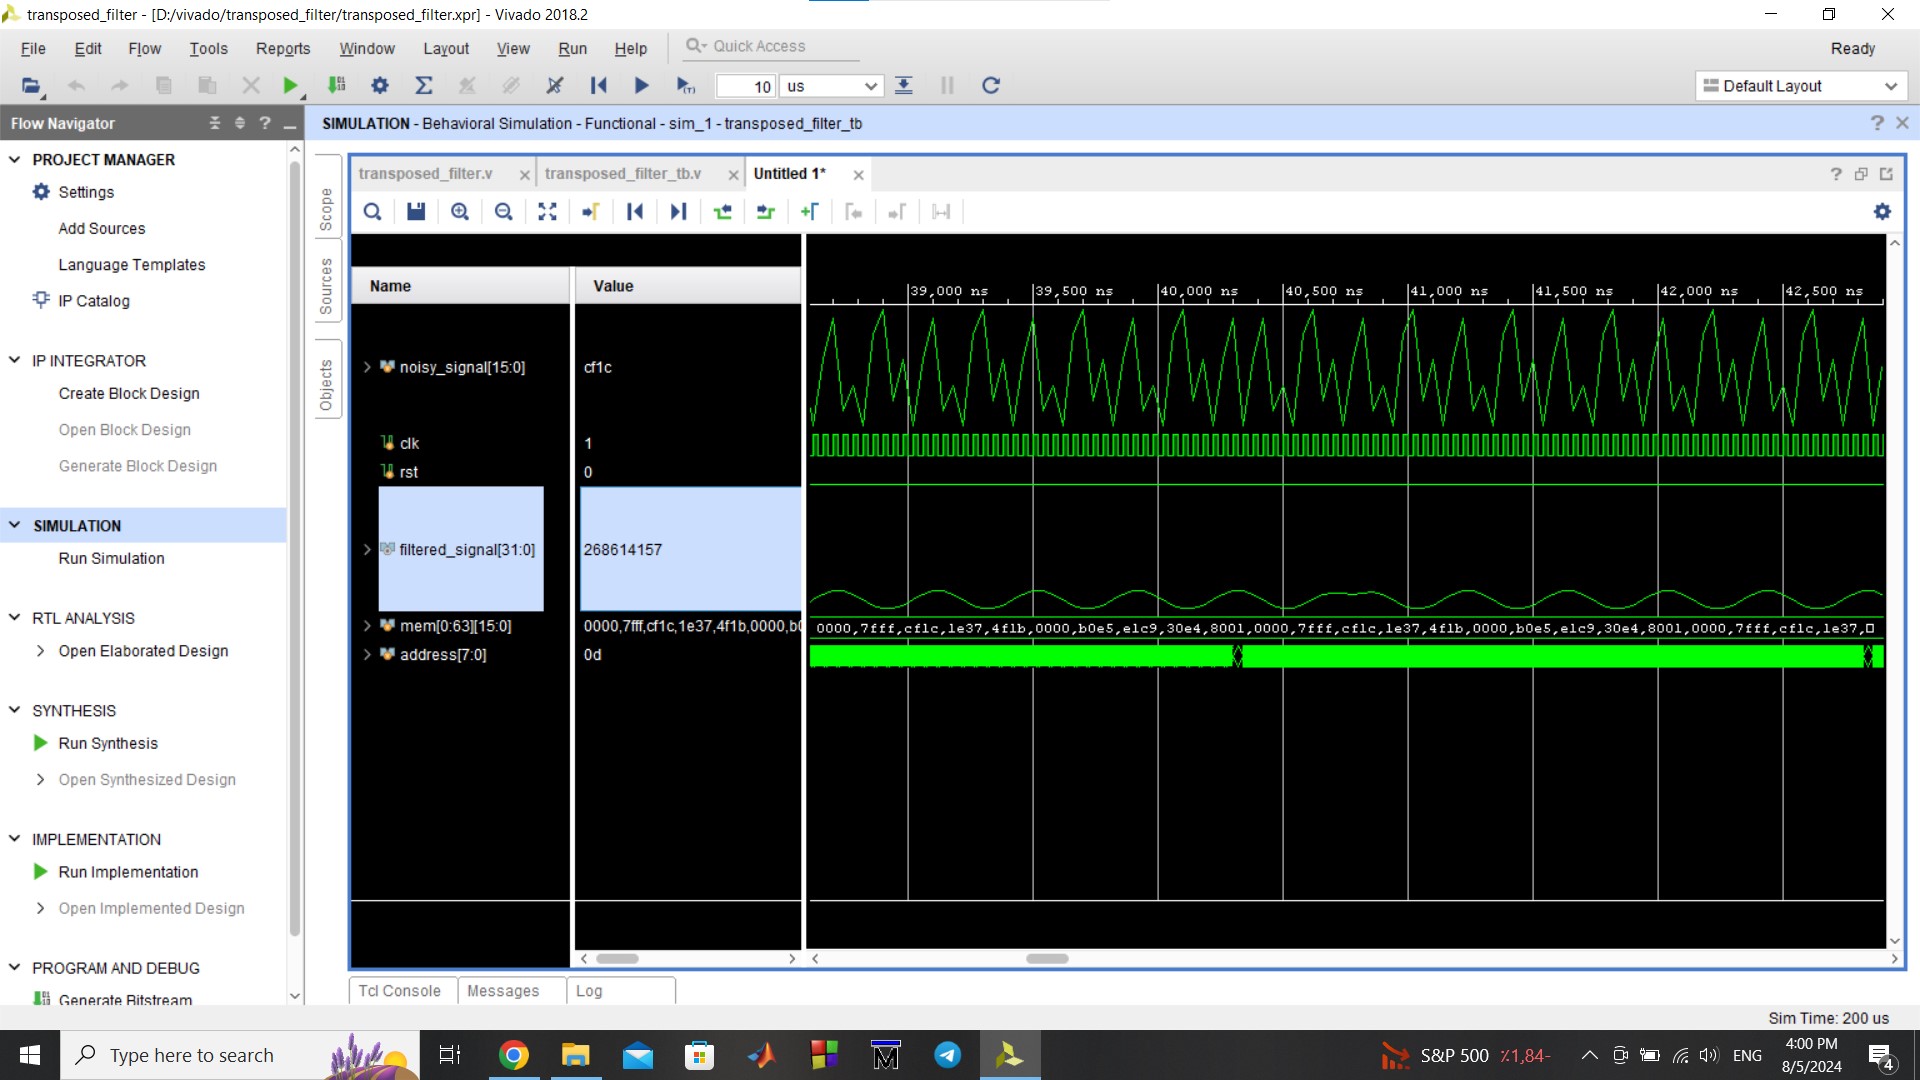 transposed_filter - [D:/vivado/transposed_filter/transposed_filter.xpr] - Vivado 2018.2
File Edit Flow Tools Reports Window Layout View Run Help Quick Access Ready
10 us Default Layout
Flow Navigator
SIMULATION - Behavioral Simulation - Functional - sim_1 - transposed_filter_tb
PROJECT MANAGER
Settings
Add Sources
Language Templates
IP Catalog
IP INTEGRATOR
Create Block Design
Open Block Design
Generate Block Design
SIMULATION
Run Simulation
RTL ANALYSIS
Open Elaborated Design
SYNTHESIS
Run Synthesis
Open Synthesized Design
IMPLEMENTATION
Run Implementation
Open Implemented Design
PROGRAM AND DEBUG
Generate Bitstream
Scope
Sources
Objects
transposed_filter.v transposed_filter_tb.v Untitled 1*
Name Value
39,000 ns 39,500 ns 40,000 ns 40,500 ns 41,000 ns 41,500 ns 42,000 ns 42,500 ns
noisy_signal[15:0] cf1c
clk 1
rst 0
filtered_signal[31:0] 268614157
mem[0:63][15:0] 0000,7fff,cf1c,1e37,4f1b,0000,b0 0000,7fff,cf1c,1e37,4f1b,0000,b0e5,e1c9,30e4,8001,0000,7fff,cf1c,1e37,4f1b,0000,b0e5,e1c9,30e4,8001,0000,7fff,cf1c,1e37,
address[7:0] 0d
Tcl Console Messages Log
Sim Time: 200 us
Type here to search
S&P 500 ٪1,84-
ENG
4:00 PM
8/5/2024
4